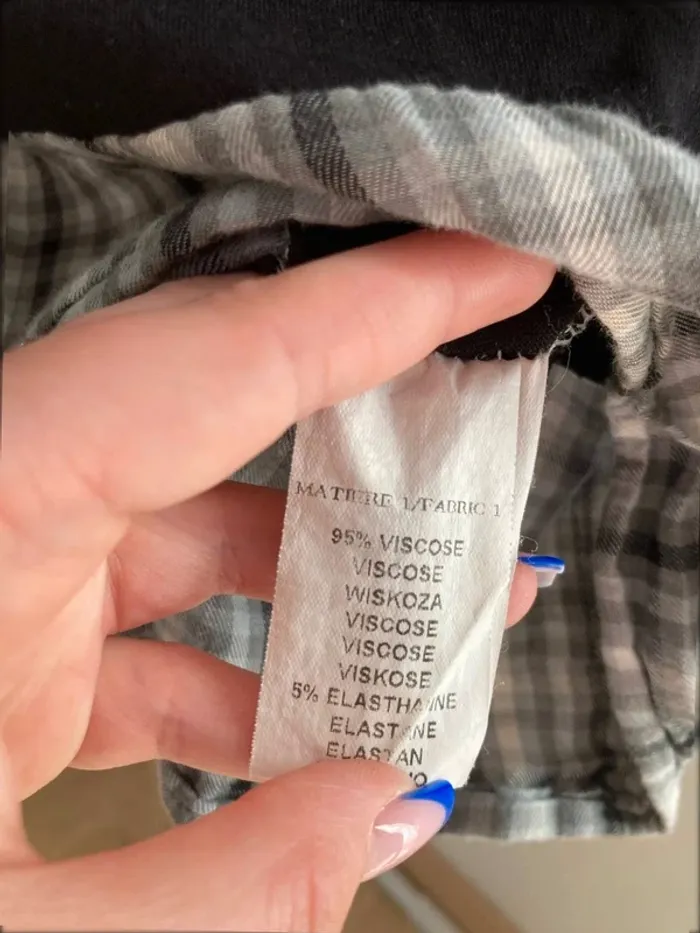 MATIERE 1/FABRIC 1
95% VISCOSE
VISCOSE
WISKOZA
VISCOSE
VISCOSE
VISKOSE
5% ELASTHANNE
ELASTANE
ELASTAN